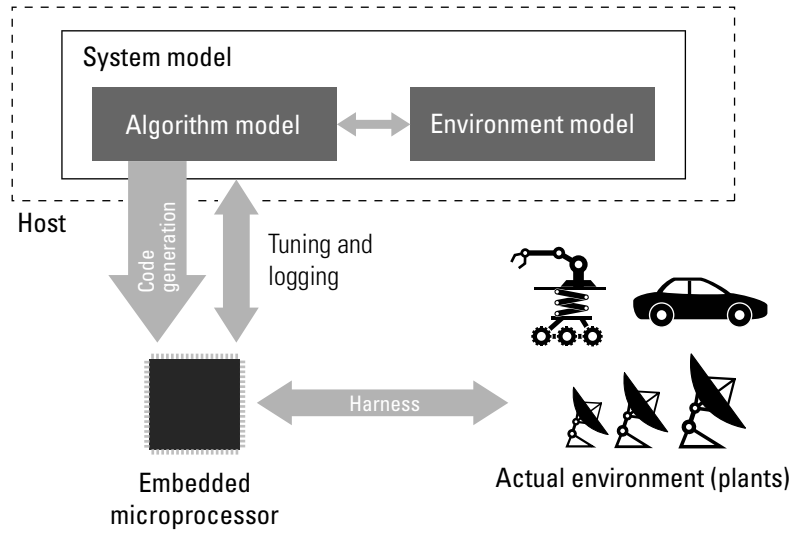 System model
Algorithm model
Environment model
Host
Code
generation
Tuning and
logging
Harness
Embedded
microprocessor
Actual environment (plants)